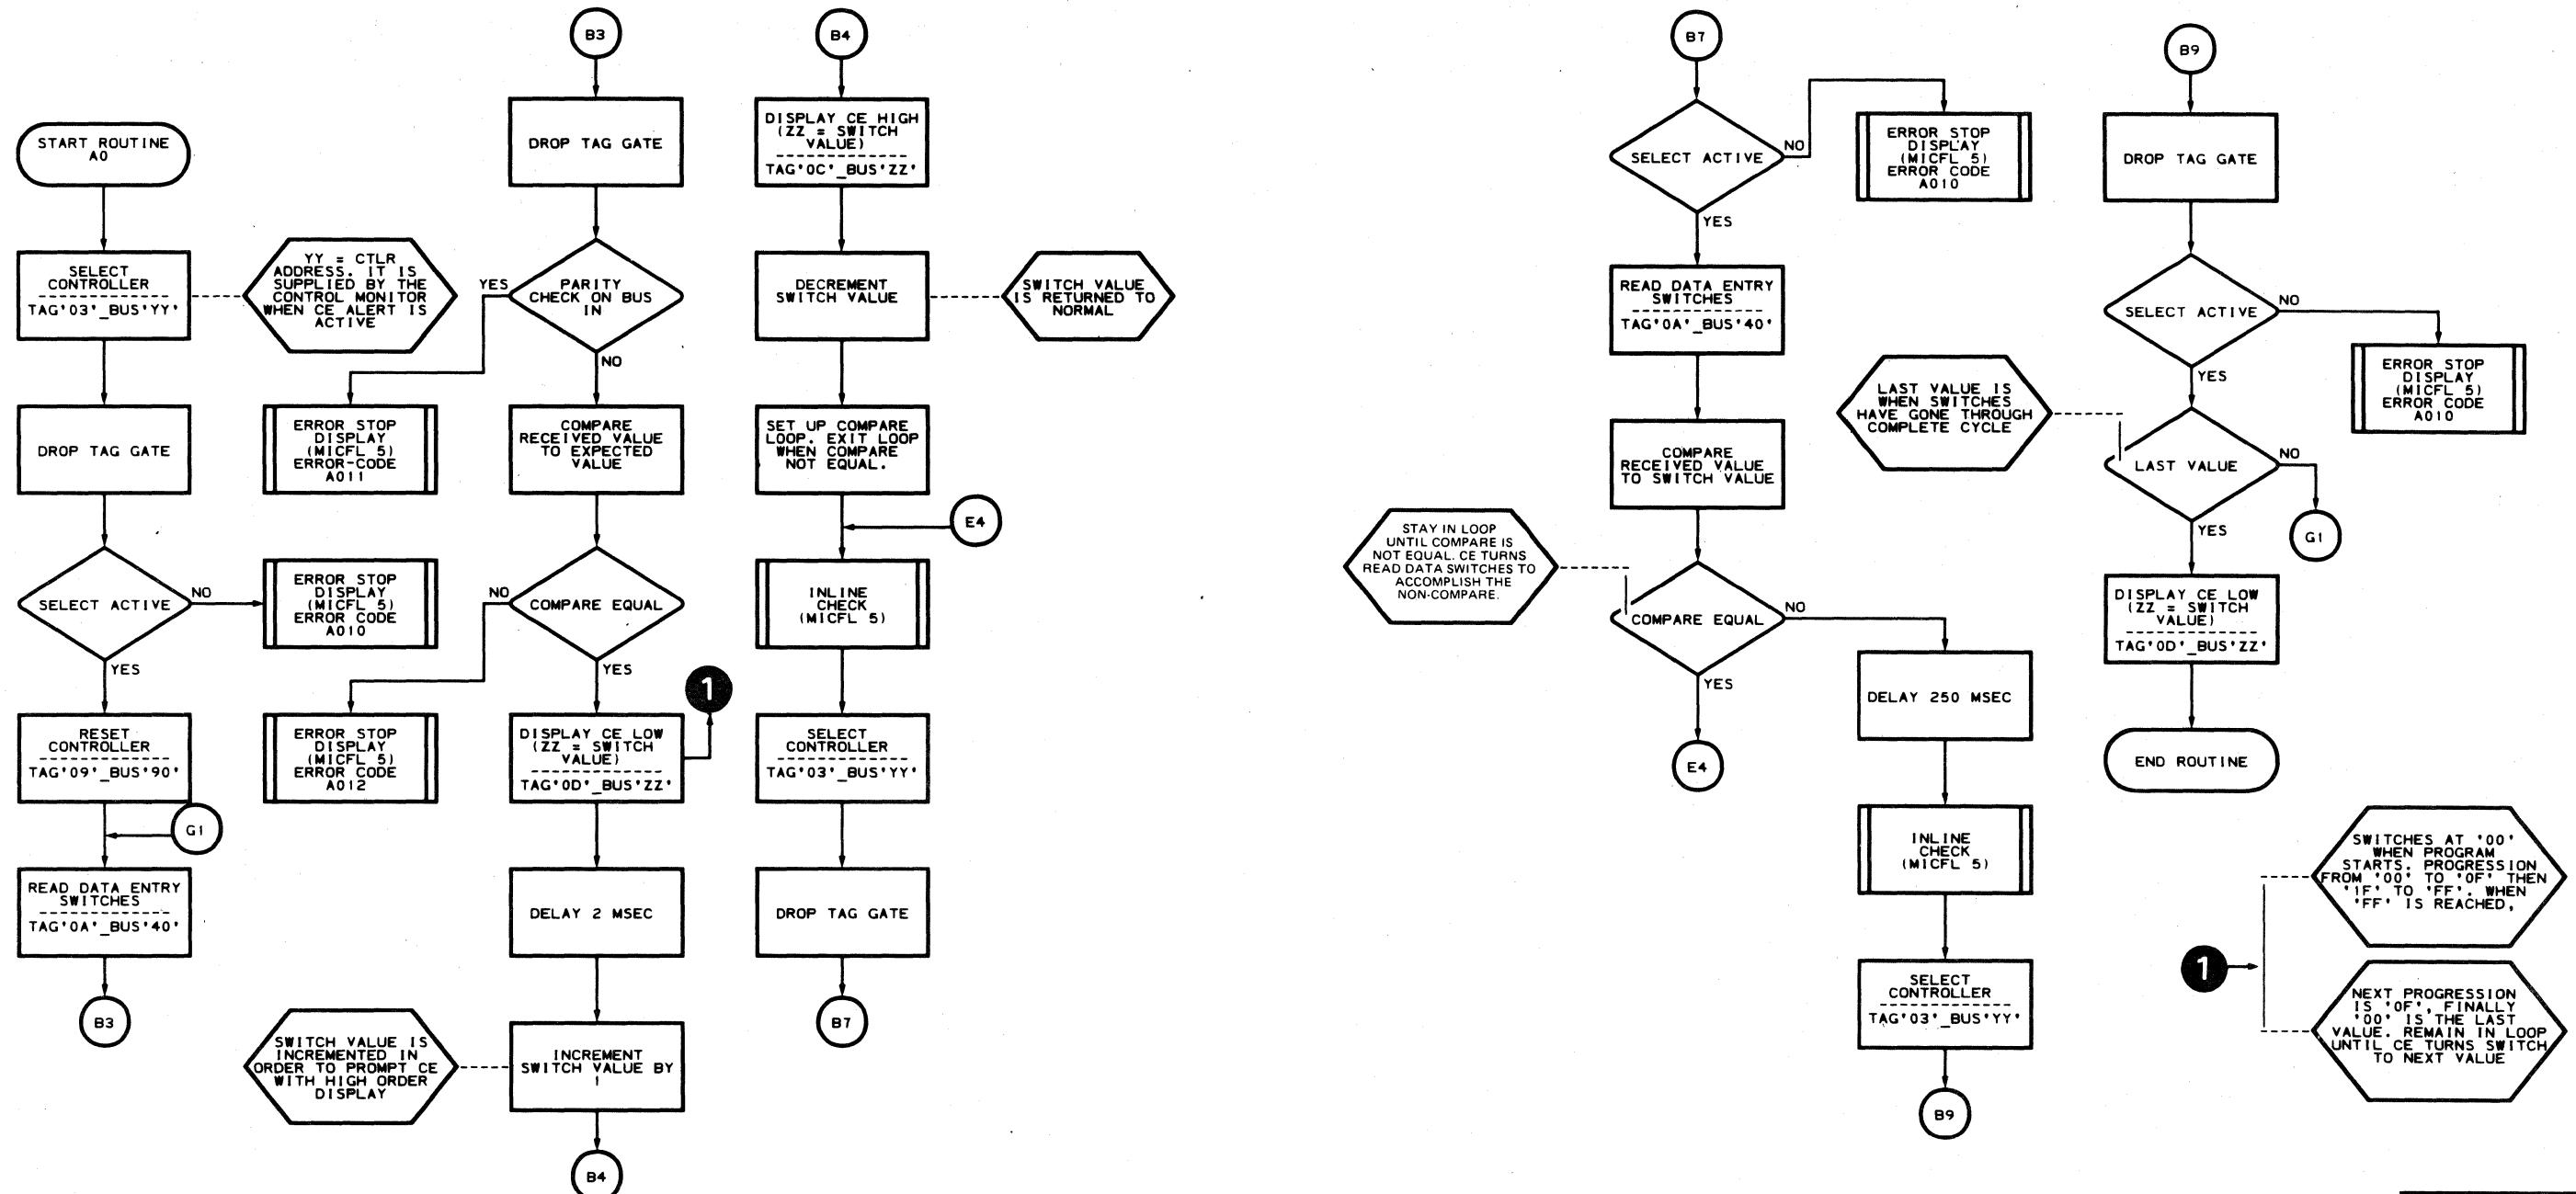 START ROUTINE
A0
SELECT
CONTROLLER
TAG'03'_BUS'YY'
YY = CTLR
ADDRESS. IT IS
SUPPLIED BY THE
CONTROL MONITOR
WHEN CE ALERT IS
ACTIVE
DROP TAG GATE
SELECT ACTIVE
NO
YES
ERROR STOP
DISPLAY
(MICFL 5)
ERROR CODE
A010
RESET
CONTROLLER
TAG'09'_BUS'90'
G1
READ DATA ENTRY
SWITCHES
TAG'0A'_BUS'40'
B3
B3
DROP TAG GATE
PARITY
CHECK ON BUS
IN
YES
NO
ERROR STOP
DISPLAY
(MICFL 5)
ERROR-CODE
A011
COMPARE
RECEIVED VALUE
TO EXPECTED
VALUE
COMPARE EQUAL
NO
YES
ERROR STOP
DISPLAY
(MICFL 5)
ERROR CODE
A012
DISPLAY CE LOW
(ZZ = SWITCH
VALUE)
TAG'0D'_BUS'ZZ'
1
DELAY 2 MSEC
INCREMENT
SWITCH VALUE BY
1
SWITCH VALUE IS
INCREMENTED IN
ORDER TO PROMPT CE
WITH HIGH ORDER
DISPLAY
B4
B4
DISPLAY CE HIGH
(ZZ = SWITCH
VALUE)
TAG'0C'_BUS'ZZ'
DECREMENT
SWITCH VALUE
SWITCH VALUE
IS RETURNED TO
NORMAL
SET UP COMPARE
LOOP. EXIT LOOP
WHEN COMPARE
NOT EQUAL.
E4
INLINE
CHECK
(MICFL 5)
SELECT
CONTROLLER
TAG'03'_BUS'YY'
DROP TAG GATE
B7
B7
SELECT ACTIVE
NO
YES
ERROR STOP
DISPLAY
(MICFL 5)
ERROR CODE
A010
READ DATA ENTRY
SWITCHES
TAG'0A'_BUS'40'
COMPARE
RECEIVED VALUE
TO SWITCH VALUE
STAY IN LOOP
UNTIL COMPARE IS
NOT EQUAL. CE TURNS
READ DATA SWITCHES TO
ACCOMPLISH THE
NON-COMPARE.
COMPARE EQUAL
NO
YES
E4
DELAY 250 MSEC
INLINE
CHECK
(MICFL 5)
SELECT
CONTROLLER
TAG'03'_BUS'YY'
B9
B9
DROP TAG GATE
SELECT ACTIVE
NO
YES
ERROR STOP
DISPLAY
(MICFL 5)
ERROR CODE
A010
LAST VALUE IS
WHEN SWITCHES
HAVE GONE THROUGH
COMPLETE CYCLE
LAST VALUE
NO
YES
G1
DISPLAY CE LOW
(ZZ = SWITCH
VALUE)
TAG'0D'_BUS'ZZ'
END ROUTINE
SWITCHES AT '00'
WHEN PROGRAM
STARTS. PROGRESSION
FROM '00' TO '0F' THEN
'1F' TO 'FF'. WHEN
'FF' IS REACHED,
1
NEXT PROGRESSION
IS '0F', FINALLY
'00' IS THE LAST
VALUE. REMAIN IN LOOP
UNTIL CE TURNS SWITCH
TO NEXT VALUE